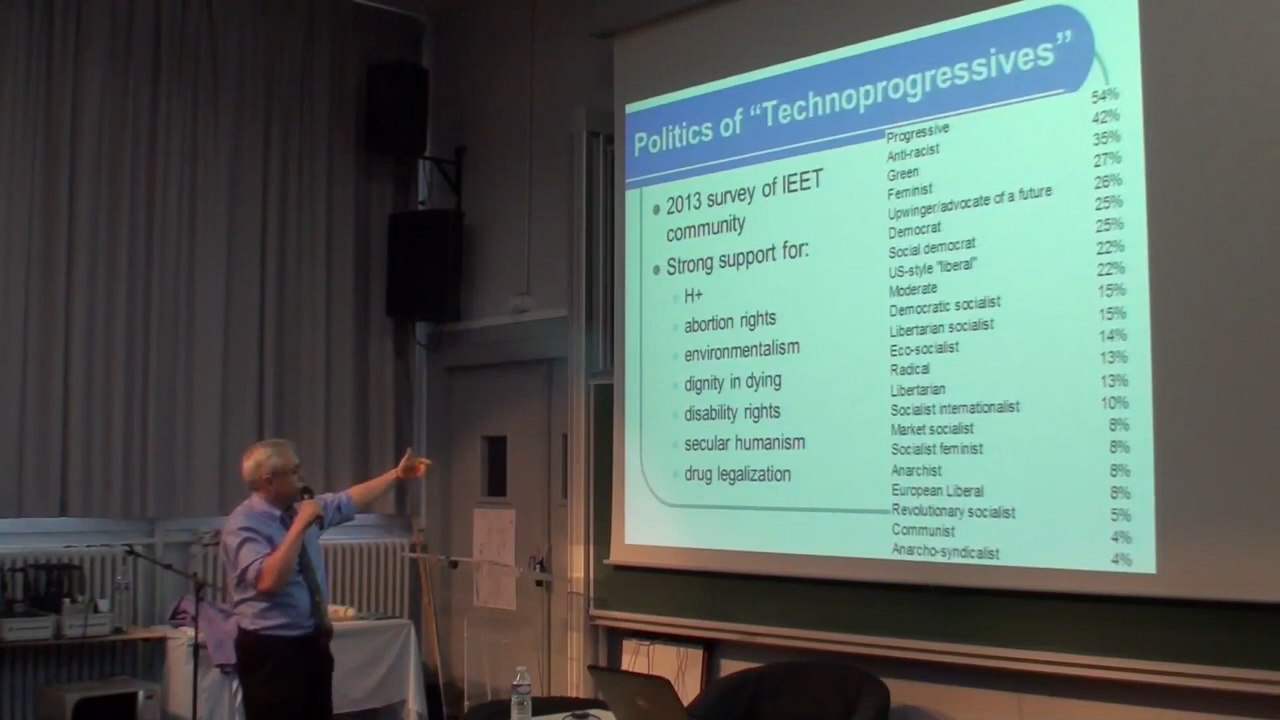 Politics of “Technoprogressives”
2013 survey of IEET
community
Strong support for:
H+
abortion rights
environmentalism
dignity in dying
disability rights
secular humanism
drug legalization
Progressive 54%
Anti-racist 42%
Green 35%
Feminist 27%
Upwinger/advocate of a future 26%
Democrat 25%
Social democrat 25%
US-style "liberal" 22%
Moderate 22%
Democratic socialist 15%
Libertarian socialist 15%
Eco-socialist 14%
Radical 13%
Libertarian 13%
Socialist internationalist 10%
Market socialist 8%
Socialist feminist 8%
Anarchist 8%
European Liberal 8%
Revolutionary socialist 5%
Communist 4%
Anarcho-syndicalist 4%